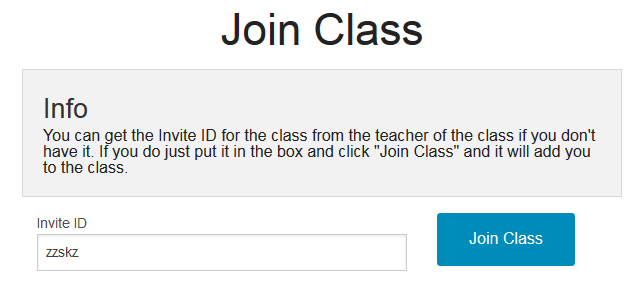 Join Class
Info
You can get the Invite ID for the class from the teacher of the class if you don't
have it. If you do just put it in the box and click "Join Class" and it will add you
to the class.
Invite ID
zzskz
Join Class